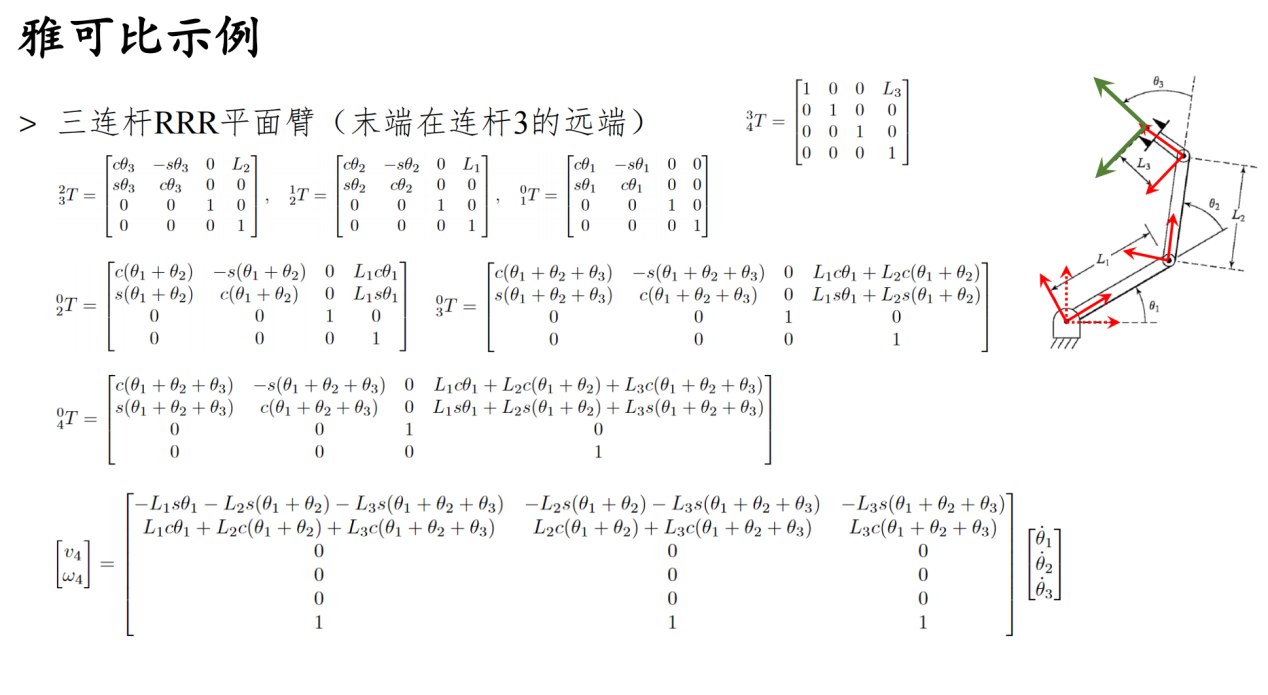 雅可比示例
> 三连杆RRR平面臂（末端在连杆3的远端）
³₄T = [1 0 0 L₃
0 1 0 0
0 0 1 0
0 0 0 1]
²₃T = [cθ₃ −sθ₃ 0 L₂
sθ₃ cθ₃ 0 0
0 0 1 0
0 0 0 1],
¹₂T = [cθ₂ −sθ₂ 0 L₁
sθ₂ cθ₂ 0 0
0 0 1 0
0 0 0 1],
⁰₁T = [cθ₁ −sθ₁ 0 0
sθ₁ cθ₁ 0 0
0 0 1 0
0 0 0 1]
⁰₂T = [c(θ₁ + θ₂) −s(θ₁ + θ₂) 0 L₁cθ₁
s(θ₁ + θ₂) c(θ₁ + θ₂) 0 L₁sθ₁
0 0 1 0
0 0 0 1]
⁰₃T = [c(θ₁ + θ₂ + θ₃) −s(θ₁ + θ₂ + θ₃) 0 L₁cθ₁ + L₂c(θ₁ + θ₂)
s(θ₁ + θ₂ + θ₃) c(θ₁ + θ₂ + θ₃) 0 L₁sθ₁ + L₂s(θ₁ + θ₂)
0 0 1 0
0 0 0 1]
⁰₄T = [c(θ₁ + θ₂ + θ₃) −s(θ₁ + θ₂ + θ₃) 0 L₁cθ₁ + L₂c(θ₁ + θ₂) + L₃c(θ₁ + θ₂ + θ₃)
s(θ₁ + θ₂ + θ₃) c(θ₁ + θ₂ + θ₃) 0 L₁sθ₁ + L₂s(θ₁ + θ₂) + L₃s(θ₁ + θ₂ + θ₃)
0 0 1 0
0 0 0 1]
[v₄
ω₄] =
[−L₁sθ₁ − L₂s(θ₁ + θ₂) − L₃s(θ₁ + θ₂ + θ₃) −L₂s(θ₁ + θ₂) − L₃s(θ₁ + θ₂ + θ₃) −L₃s(θ₁ + θ₂ + θ₃)
L₁cθ₁ + L₂c(θ₁ + θ₂) + L₃c(θ₁ + θ₂ + θ₃) L₂c(θ₁ + θ₂) + L₃c(θ₁ + θ₂ + θ₃) L₃c(θ₁ + θ₂ + θ₃)
0 0 0
0 0 0
0 0 0
1 1 1]
[θ̇₁
θ̇₂
θ̇₃]
θ₃
L₃
θ₂
L₂
L₁
θ₁